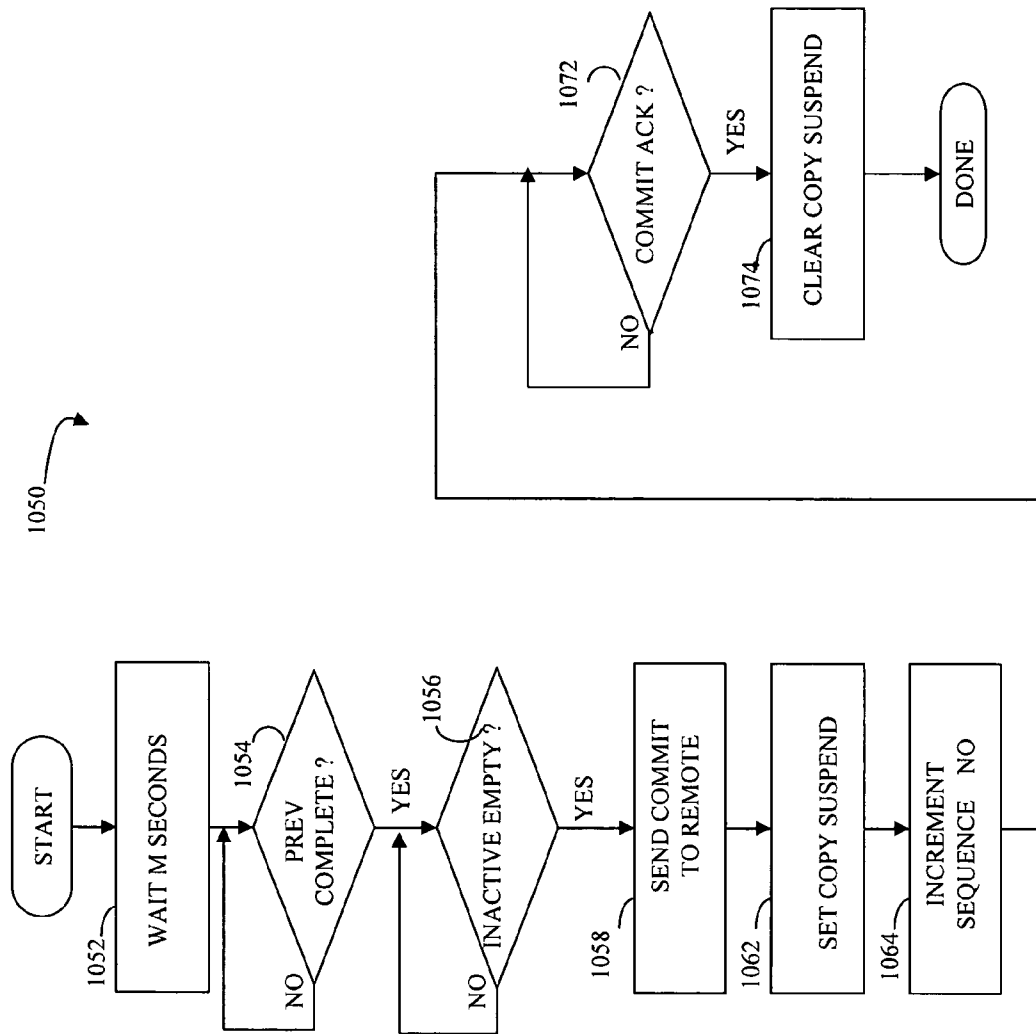 1050
START
1052
WAIT M SECONDS
1054
PREV
COMPLETE ?
NO
YES
1056
INACTIVE EMPTY ?
NO
YES
1058
SEND COMMIT
TO REMOTE
1062
SET COPY SUSPEND
1064
INCREMENT
SEQUENCE NO
1072
COMMIT ACK ?
NO
YES
1074
CLEAR COPY SUSPEND
DONE